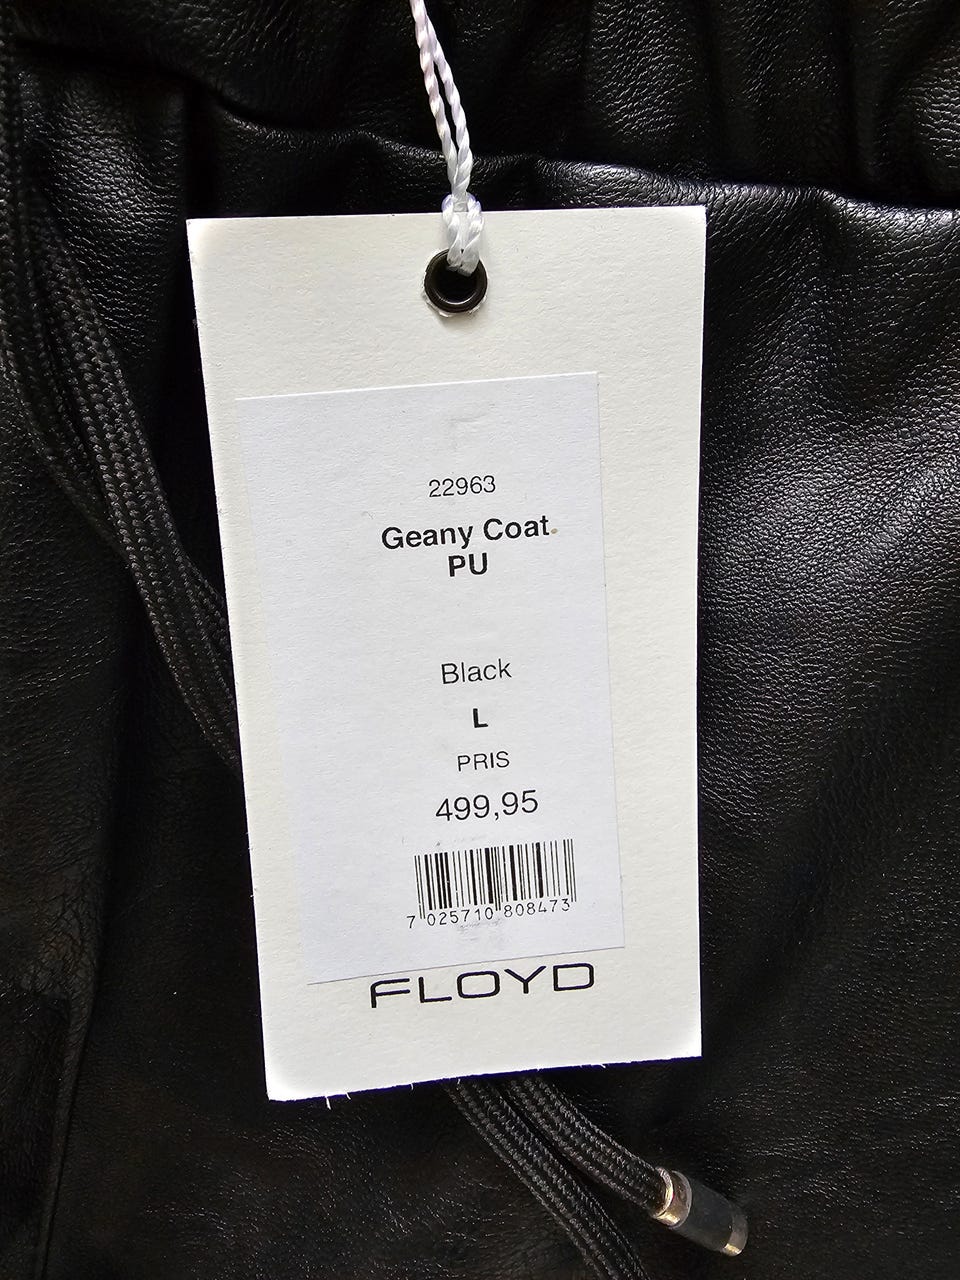 22963
Geany Coat.
PU
Black
L
PRIS
499,95
7 025710 808473
FLOYD